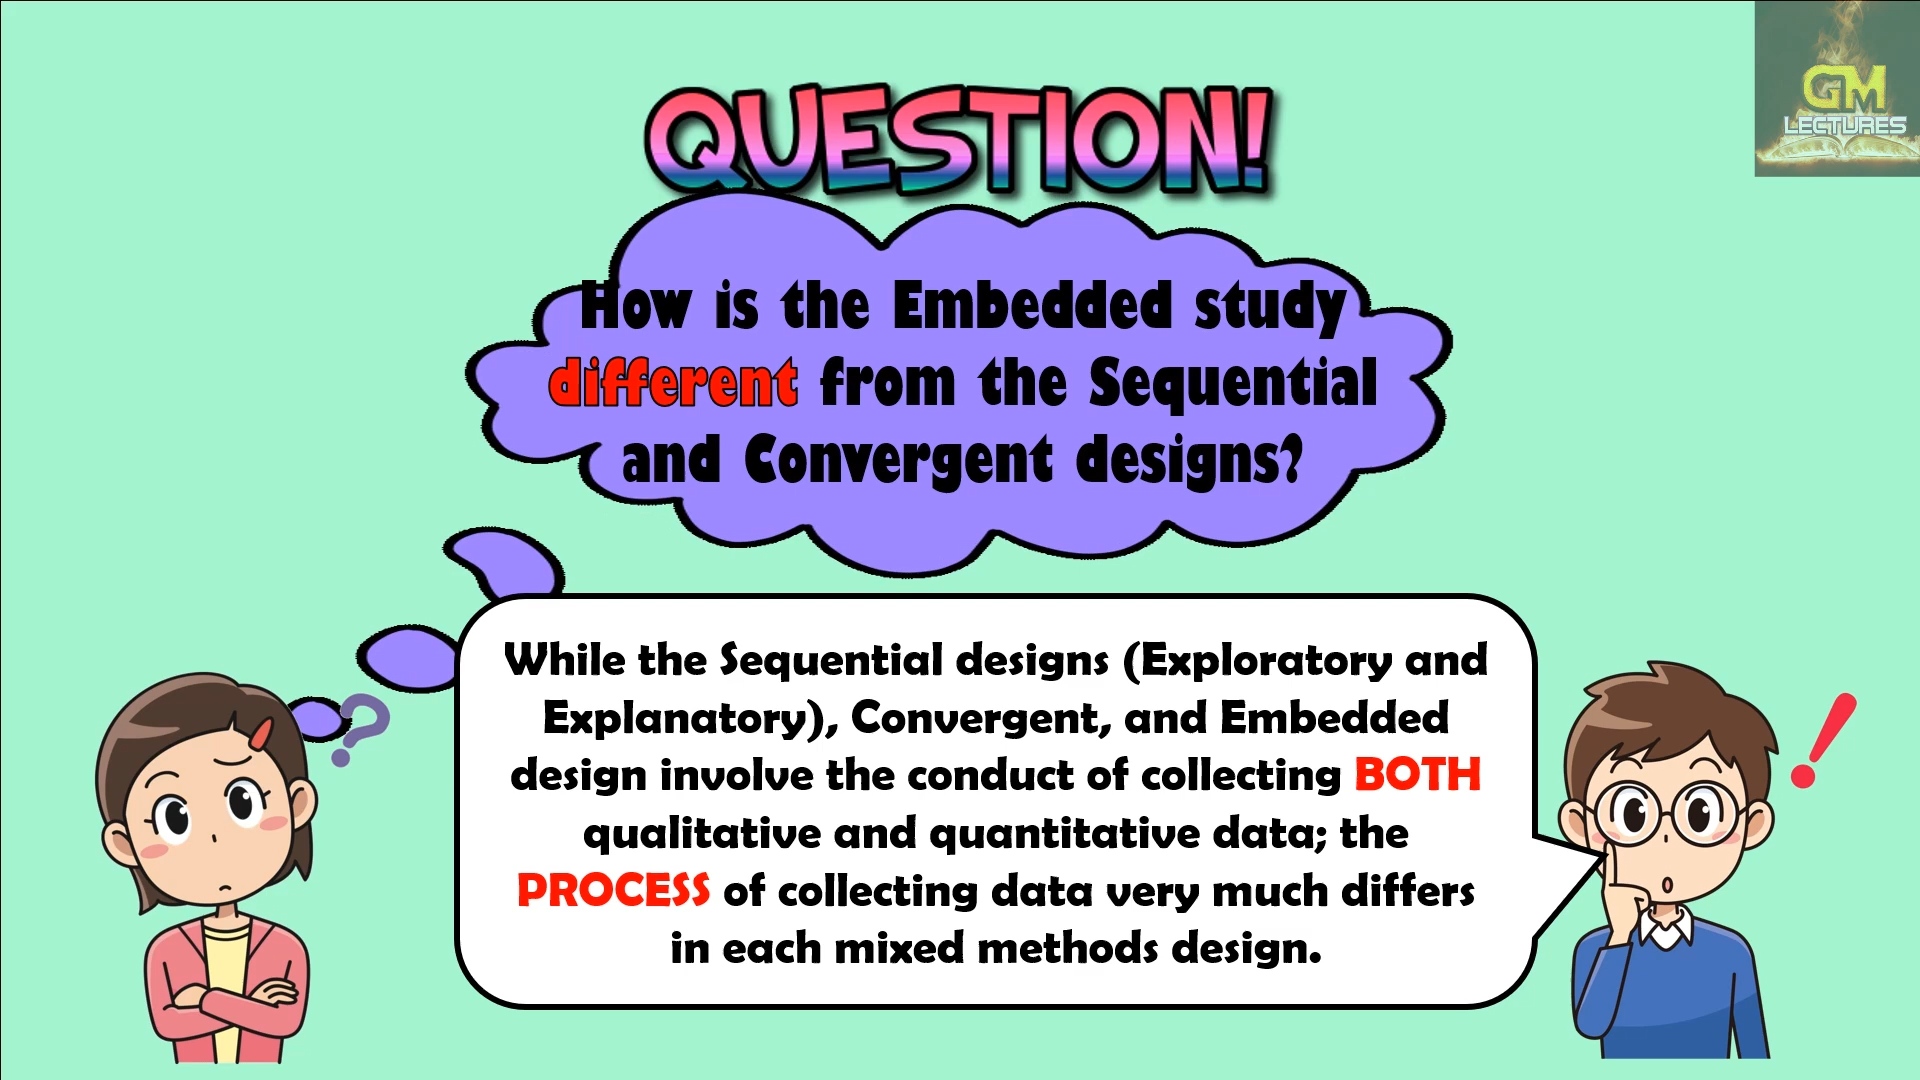 GM
LECTURES
QUESTION!
How is the Embedded study
different from the Sequential
and Convergent designs?
While the Sequential designs (Exploratory and
Explanatory), Convergent, and Embedded
design involve the conduct of collecting BOTH
qualitative and quantitative data; the
PROCESS of collecting data very much differs
in each mixed methods design.
?
!